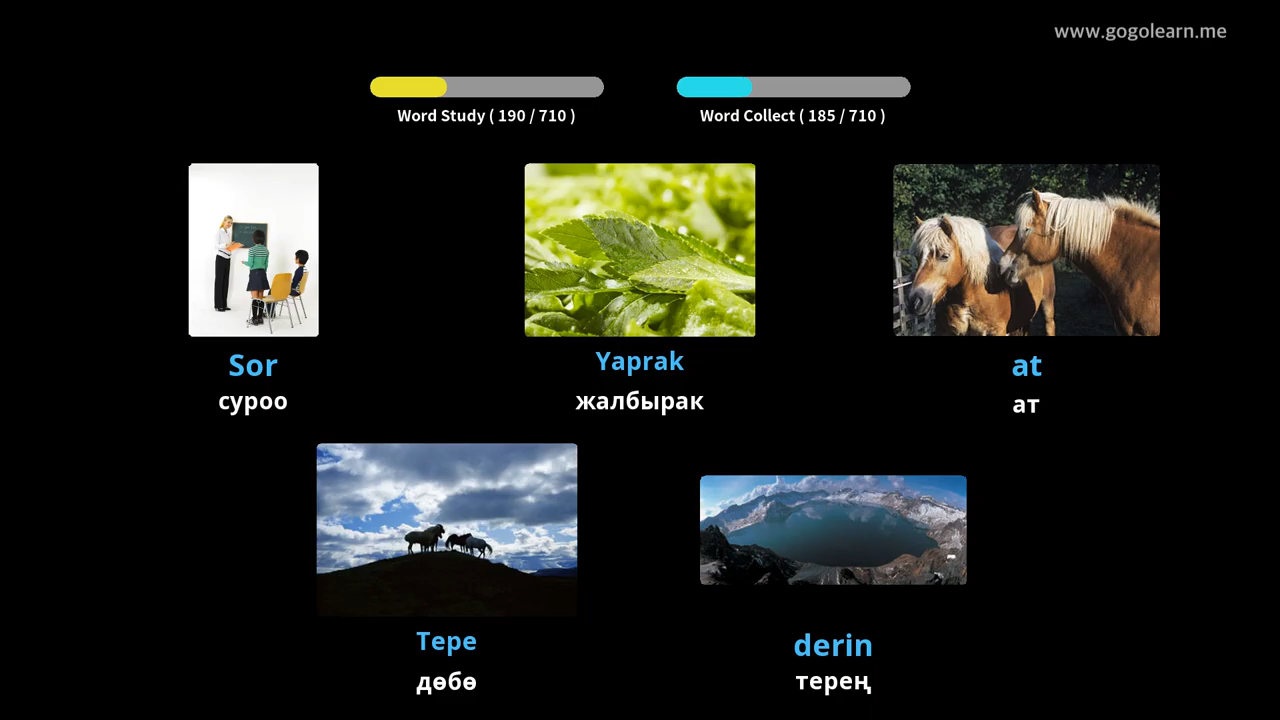 www.gogolearn.me
Word Study ( 190 / 710 )
Word Collect ( 185 / 710 )
Sor
суроо
Yaprak
жалбырак
at
ат
Tepe
дөбө
derin
терең